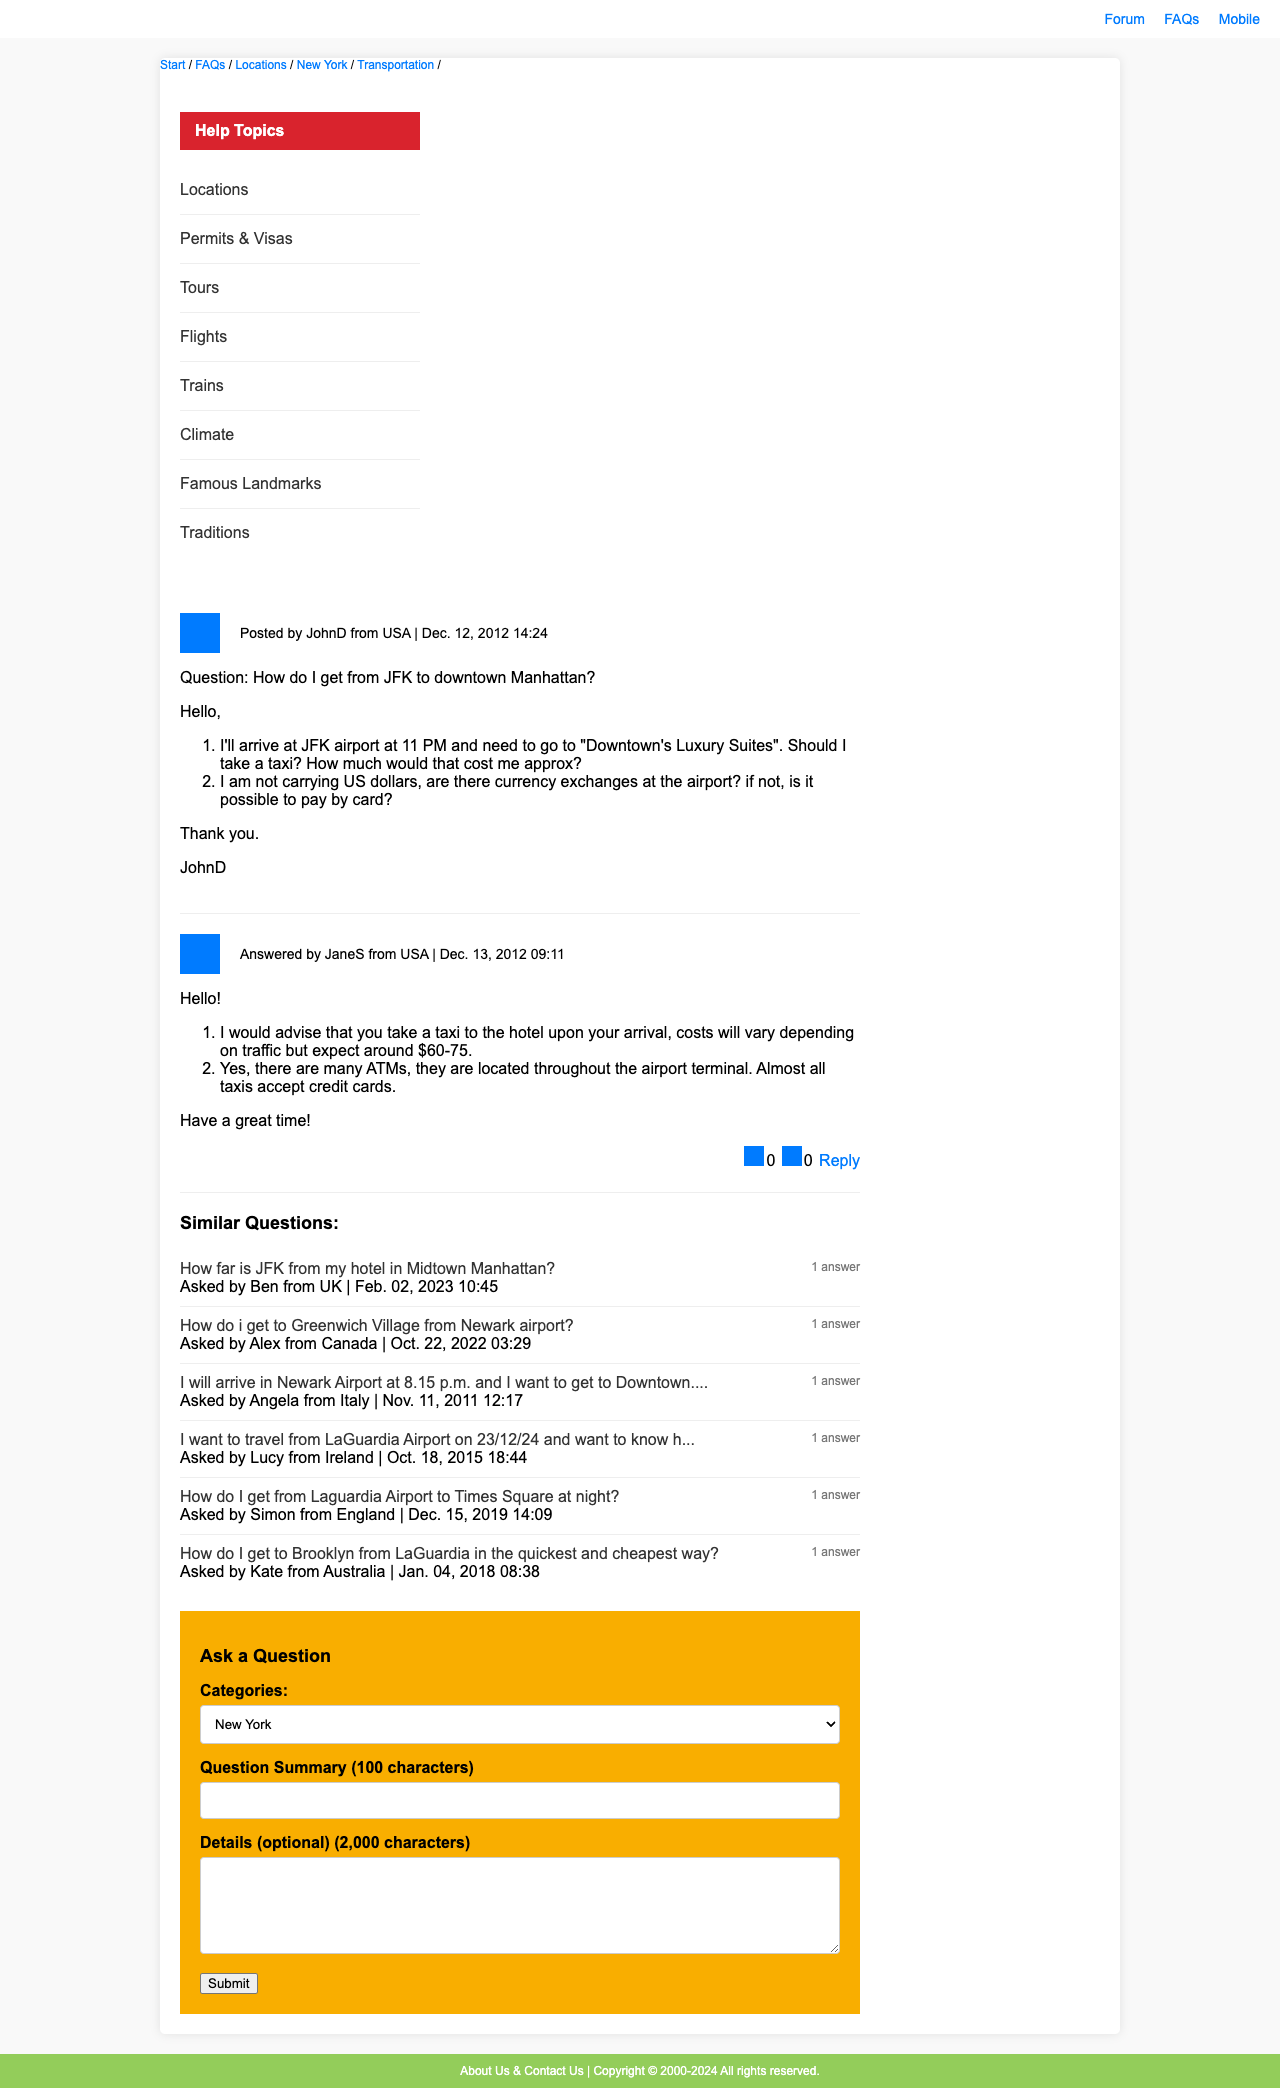 Forum FAQs Mobile
Start / FAQs / Locations / New York / Transportation /
Help Topics
Locations
Permits & Visas
Tours
Flights
Trains
Climate
Famous Landmarks
Traditions
Posted by JohnD from USA | Dec. 12, 2012 14:24
Question: How do I get from JFK to downtown Manhattan?
Hello,
1. I'll arrive at JFK airport at 11 PM and need to go to "Downtown's Luxury Suites". Should I
take a taxi? How much would that cost me approx?
2. I am not carrying US dollars, are there currency exchanges at the airport? if not, is it
possible to pay by card?
Thank you.
JohnD
Answered by JaneS from USA | Dec. 13, 2012 09:11
Hello!
1. I would advise that you take a taxi to the hotel upon your arrival, costs will vary depending
on traffic but expect around $60-75.
2. Yes, there are many ATMs, they are located throughout the airport terminal. Almost all
taxis accept credit cards.
Have a great time!
0 0 Reply
Similar Questions:
How far is JFK from my hotel in Midtown Manhattan? 1 answer
Asked by Ben from UK | Feb. 02, 2023 10:45
How do i get to Greenwich Village from Newark airport? 1 answer
Asked by Alex from Canada | Oct. 22, 2022 03:29
I will arrive in Newark Airport at 8.15 p.m. and I want to get to Downtown.... 1 answer
Asked by Angela from Italy | Nov. 11, 2011 12:17
I want to travel from LaGuardia Airport on 23/12/24 and want to know h... 1 answer
Asked by Lucy from Ireland | Oct. 18, 2015 18:44
How do I get from Laguardia Airport to Times Square at night? 1 answer
Asked by Simon from England | Dec. 15, 2019 14:09
How do I get to Brooklyn from LaGuardia in the quickest and cheapest way? 1 answer
Asked by Kate from Australia | Jan. 04, 2018 08:38
Ask a Question
Categories:
New York
Question Summary (100 characters)
Details (optional) (2,000 characters)
Submit
About Us & Contact Us | Copyright © 2000-2024 All rights reserved.